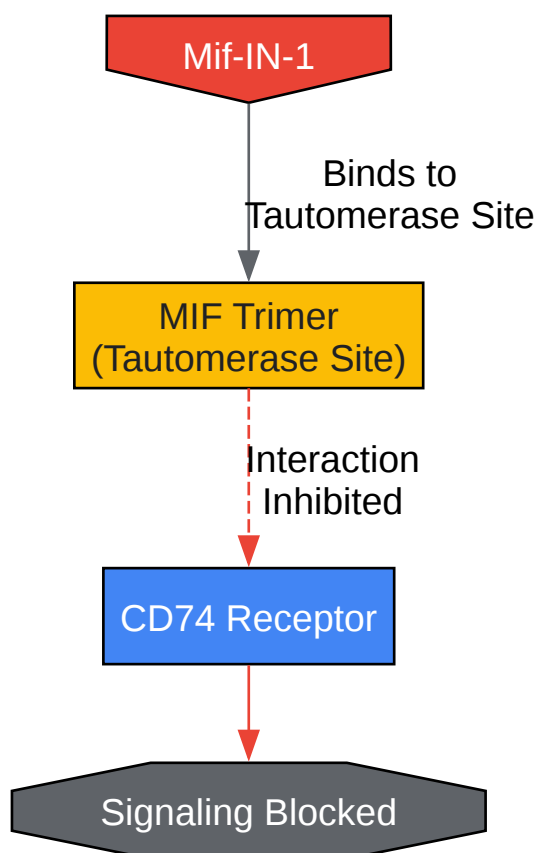 Mif-IN-1
Binds to
Tautomerase Site
MIF Trimer
(Tautomerase Site)
Interaction
Inhibited
CD74 Receptor
Signaling Blocked